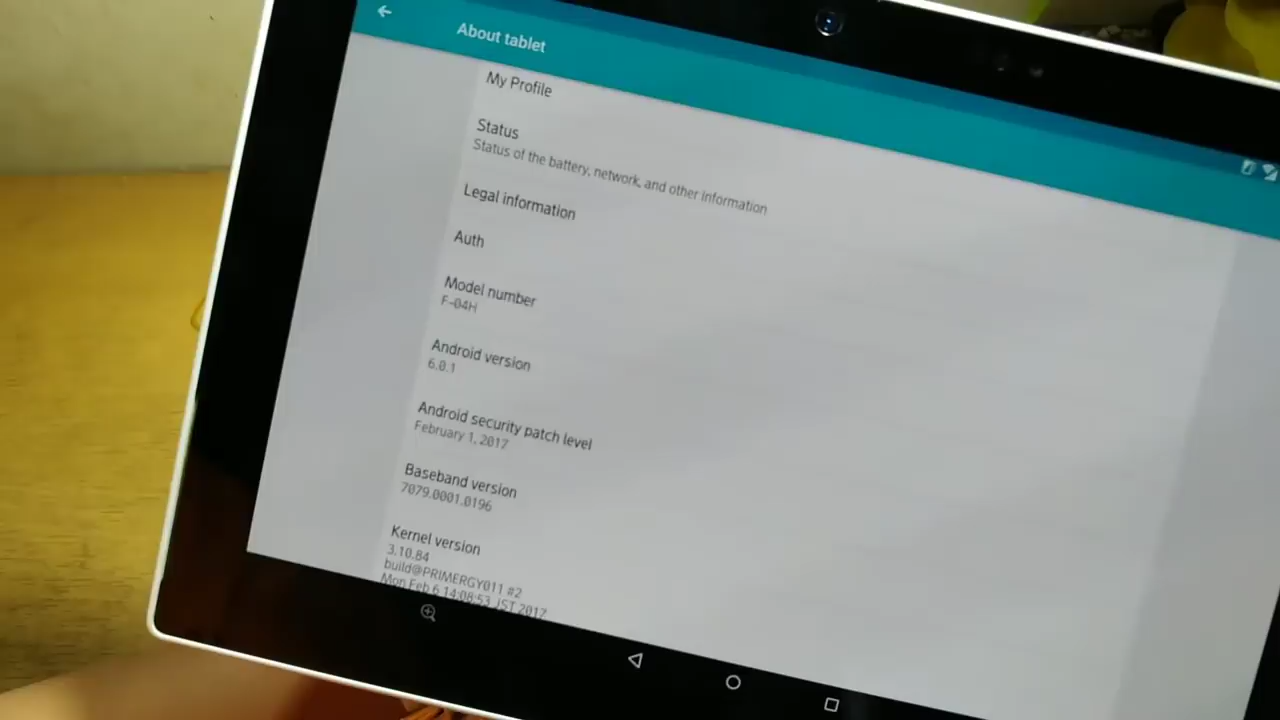 About tablet
My Profile
Status
Status of the battery, network, and other information
Legal information
Auth
Model number
F-04H
Android version
6.0.1
Android security patch level
February 1, 2017
Baseband version
7079.0001.0196
Kernel version
3.10.84
build@PRIMERGY011 #2
Mon Feb 6 14:08:53 JST 2017